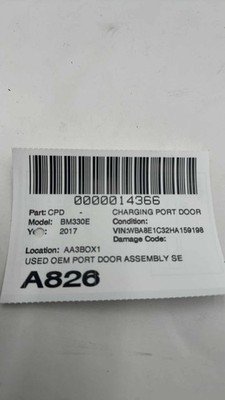 0000014366
Part: CPD - CHARGING PORT DOOR
Model: BM330E Condition:
Year: 2017 VIN:WBA8E1C32HA159198
Damage Code:
Location: AA3BOX1
USED OEM PORT DOOR ASSEMBLY SE
A826